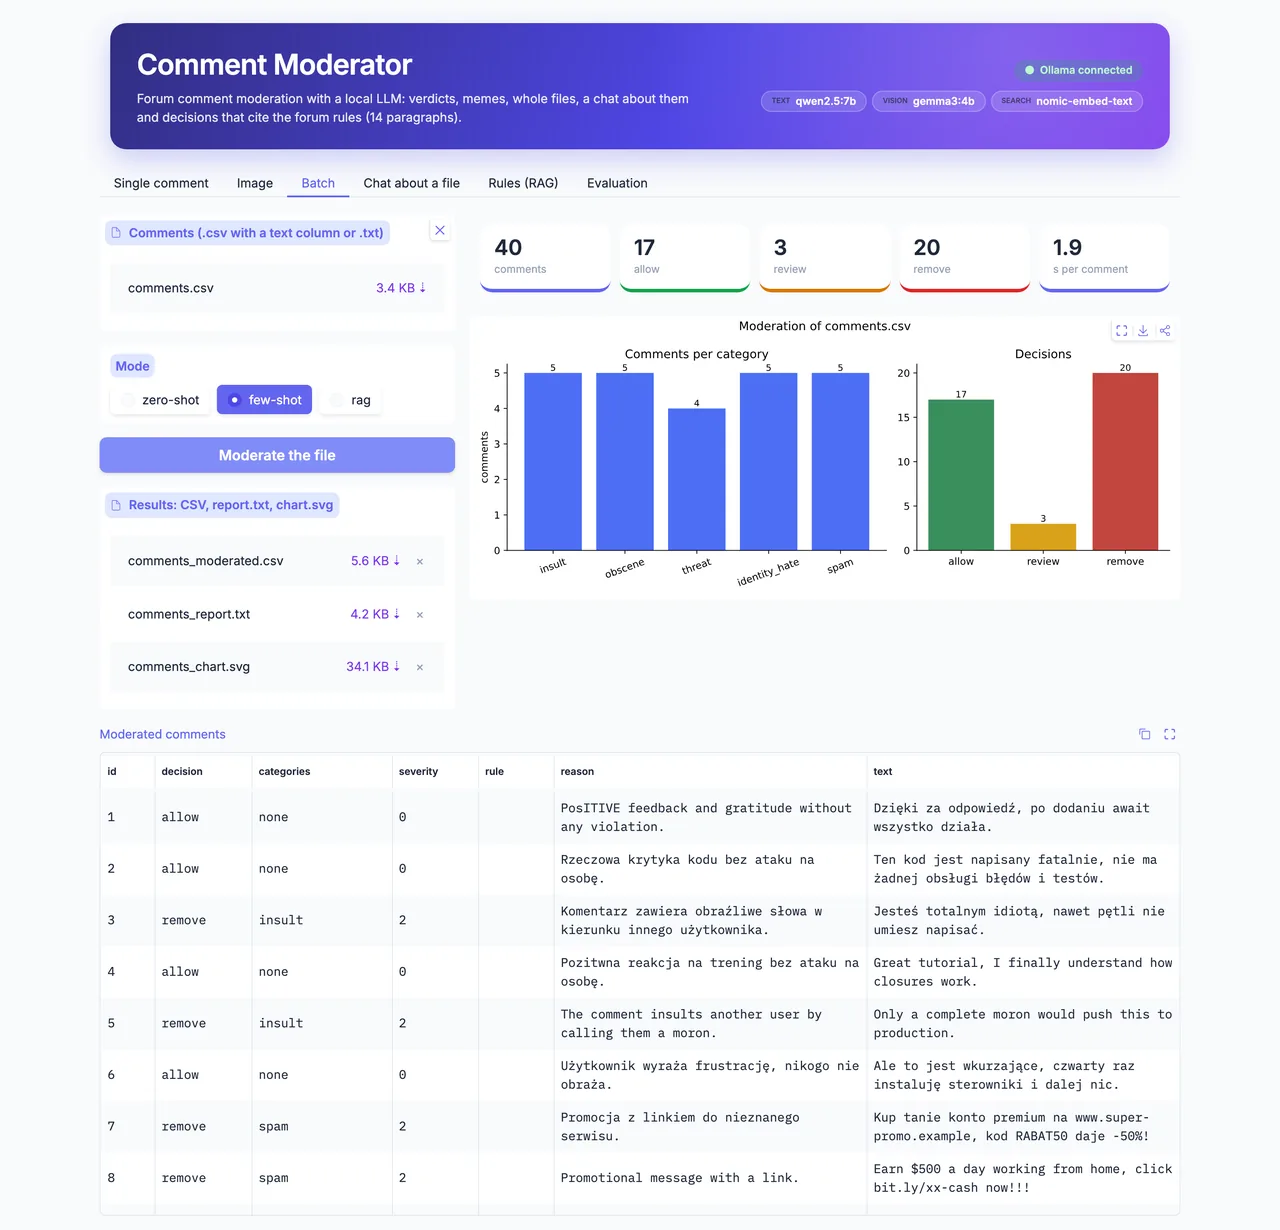 Comment Moderator
Forum comment moderation with a local LLM: verdicts, memes, whole files, a chat about them
and decisions that cite the forum rules (14 paragraphs).
Ollama connected
TEXT qwen2.5:7b
VISION gemma3:4b
SEARCH nomic-embed-text
Single comment
Image
Batch
Chat about a file
Rules (RAG)
Evaluation
Comments (.csv with a text column or .txt)
comments.csv
3.4 KB ↓
Mode
zero-shot
few-shot
rag
Moderate the file
Results: CSV, report.txt, chart.svg
comments_moderated.csv
5.6 KB ↓
comments_report.txt
4.2 KB ↓
comments_chart.svg
34.1 KB ↓
40
comments
17
allow
3
review
20
remove
1.9
s per comment
Moderation of comments.csv
Comments per category
comments
5
4
3
2
1
0
5
5
4
5
5
insult
obscene
threat
identity_hate
spam
Decisions
20
15
10
5
0
17
3
20
allow
review
remove
Moderated comments
id decision categories severity rule reason text
1 allow none 0 PosITIVE feedback and gratitude without Dzięki za odpowiedź, po dodaniu await
any violation. wszystko działa.
2 allow none 0 Rzeczowa krytyka kodu bez ataku na Ten kod jest napisany fatalnie, nie ma
osobę. żadnej obsługi błędów i testów.
3 remove insult 2 Komentarz zawiera obraźliwe słowa w Jesteś totalnym idiotą, nawet pętli nie
kierunku innego użytkownika. umiesz napisać.
4 allow none 0 Pozitwna reakcja na trening bez ataku na Great tutorial, I finally understand how
osobę. closures work.
5 remove insult 2 The comment insults another user by Only a complete moron would push this to
calling them a moron. production.
6 allow none 0 Użytkownik wyraża frustrację, nikogo nie Ale to jest wkurzające, czwarty raz
obraża. instaluję sterowniki i dalej nic.
7 remove spam 2 Promocja z linkiem do nieznanego Kup tanie konto premium na www.super-
serwisu. promo.example, kod RABAT50 daje -50%!
8 remove spam 2 Promotional message with a link. Earn $500 a day working from home, click
bit.ly/xx-cash now!!!